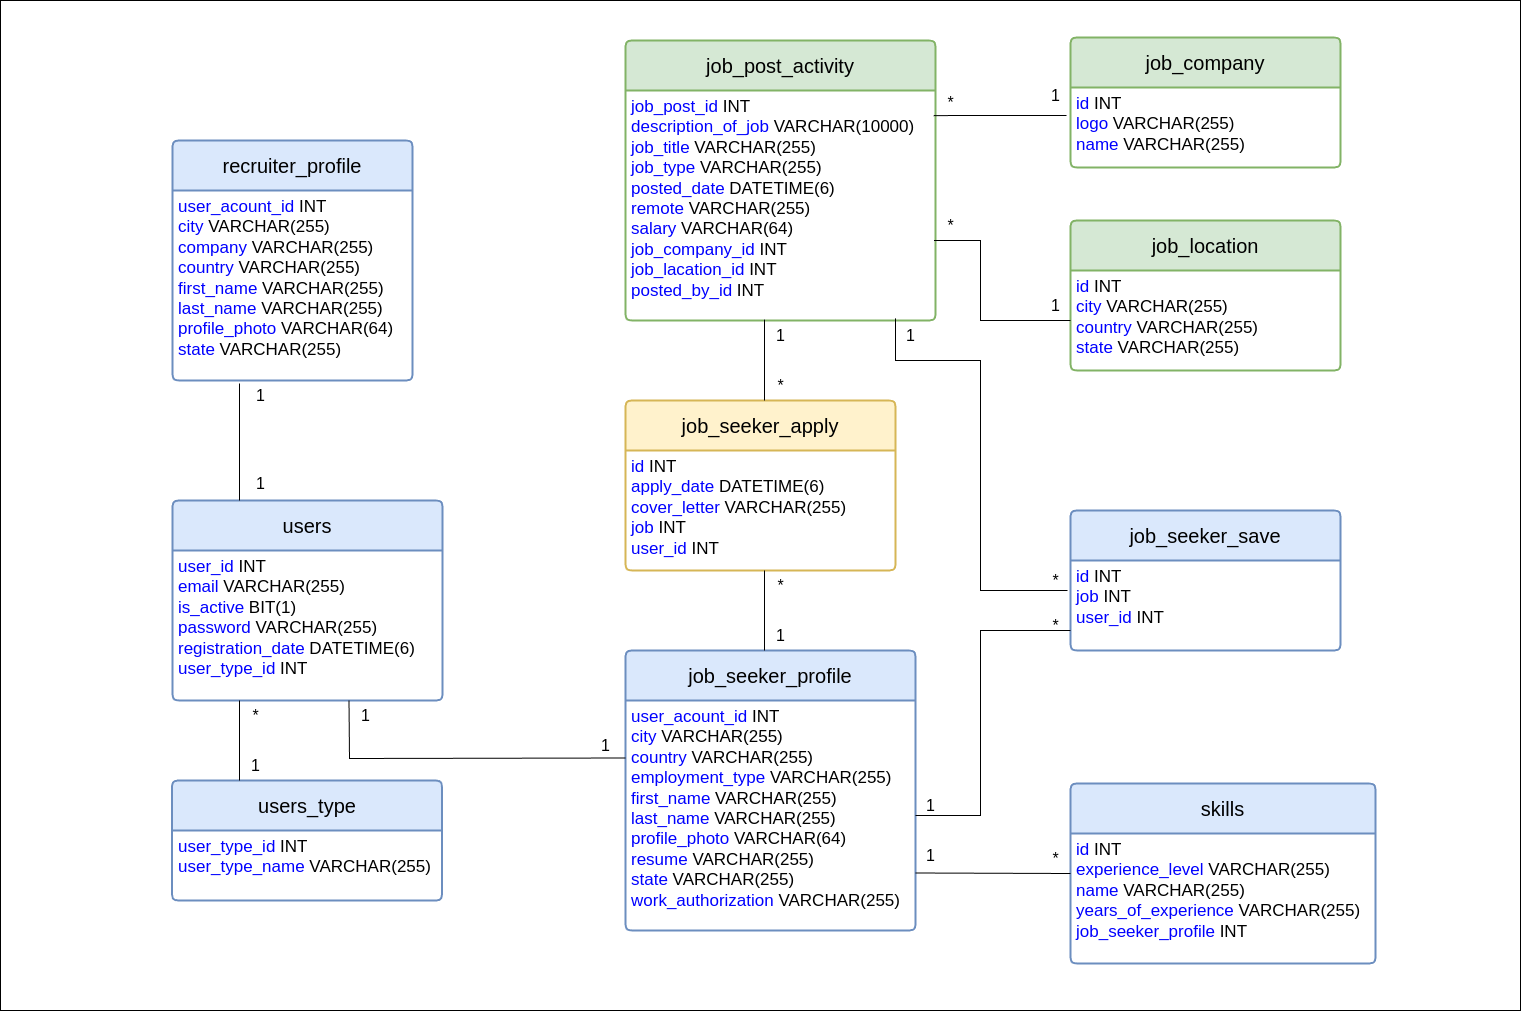 recruiter_profile
user_acount_id INT
city VARCHAR(255)
company VARCHAR(255)
country VARCHAR(255)
first_name VARCHAR(255)
last_name VARCHAR(255)
profile_photo VARCHAR(64)
state VARCHAR(255)
1
1
users
user_id INT
email VARCHAR(255)
is_active BIT(1)
password VARCHAR(255)
registration_date DATETIME(6)
user_type_id INT
*
1
1
1
users_type
user_type_id INT
user_type_name VARCHAR(255)
job_post_activity
job_post_id INT
description_of_job VARCHAR(10000)
job_title VARCHAR(255)
job_type VARCHAR(255)
posted_date DATETIME(6)
remote VARCHAR(255)
salary VARCHAR(64)
job_company_id INT
job_lacation_id INT
posted_by_id INT
*
1
*
1
1
1
*
job_seeker_apply
id INT
apply_date DATETIME(6)
cover_letter VARCHAR(255)
job INT
user_id INT
*
1
job_seeker_profile
user_acount_id INT
city VARCHAR(255)
country VARCHAR(255)
employment_type VARCHAR(255)
first_name VARCHAR(255)
last_name VARCHAR(255)
profile_photo VARCHAR(64)
resume VARCHAR(255)
state VARCHAR(255)
work_authorization VARCHAR(255)
1
1
job_company
id INT
logo VARCHAR(255)
name VARCHAR(255)
job_location
id INT
city VARCHAR(255)
country VARCHAR(255)
state VARCHAR(255)
job_seeker_save
id INT
job INT
user_id INT
*
*
*
skills
id INT
experience_level VARCHAR(255)
name VARCHAR(255)
years_of_experience VARCHAR(255)
job_seeker_profile INT